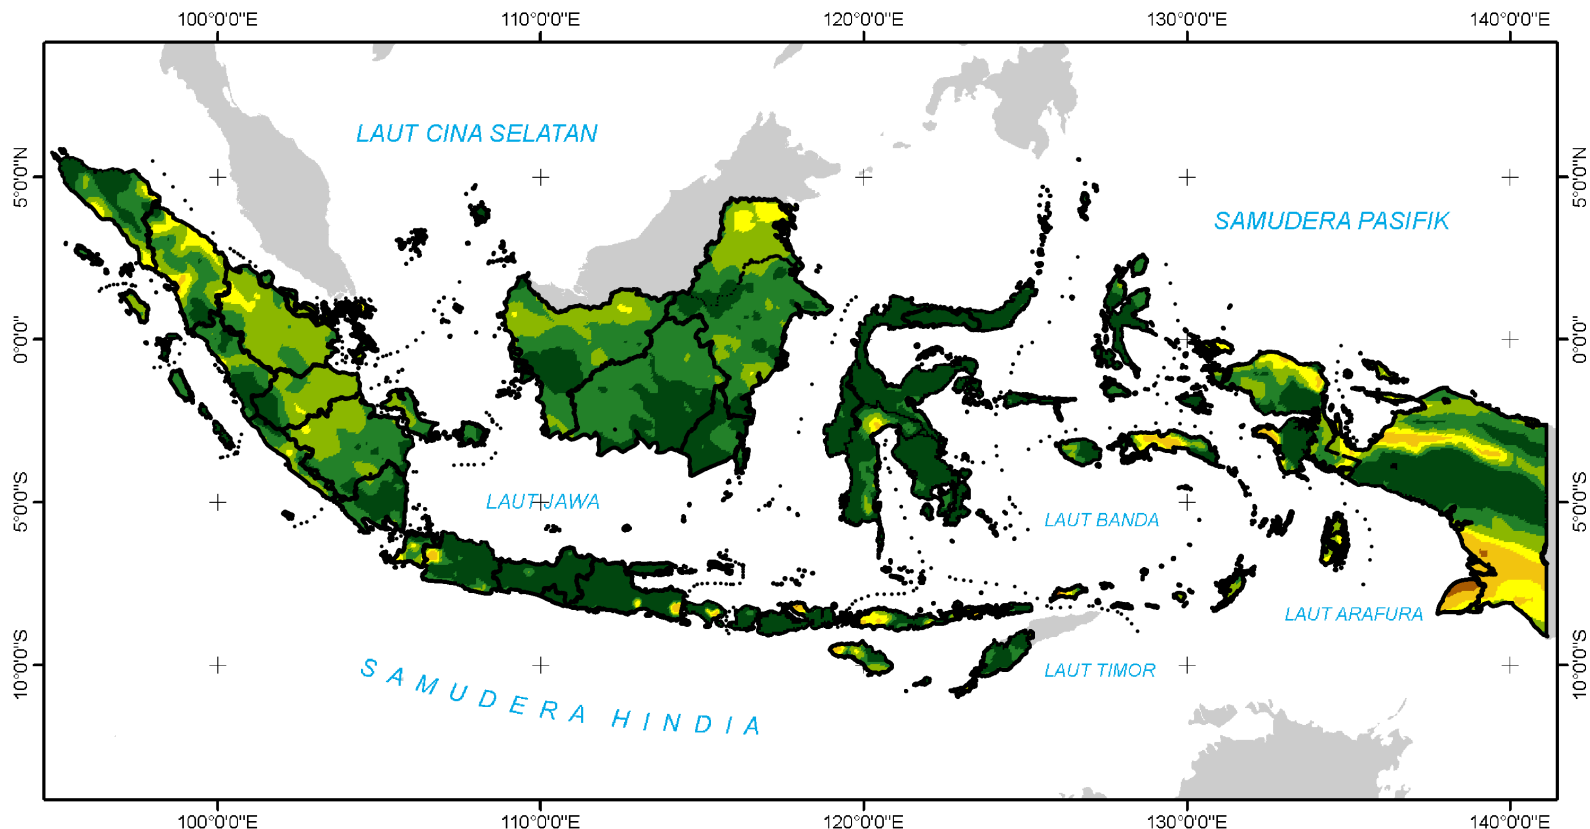 100°0'0"E 110°0'0"E 120°0'0"E 130°0'0"E 140°0'0"E
LAUT CINA SELATAN
5°0'0"N 5°0'0"N
SAMUDERA PASIFIK
0°0'0" 0°0'0"
5°0'0"S LAUT JAWA 5°0'0"S
LAUT BANDA
LAUT ARAFURA
10°0'0"S LAUT TIMOR 10°0'0"S
SAMUDERA HINDIA
100°0'0"E 110°0'0"E 120°0'0"E 130°0'0"E 140°0'0"E